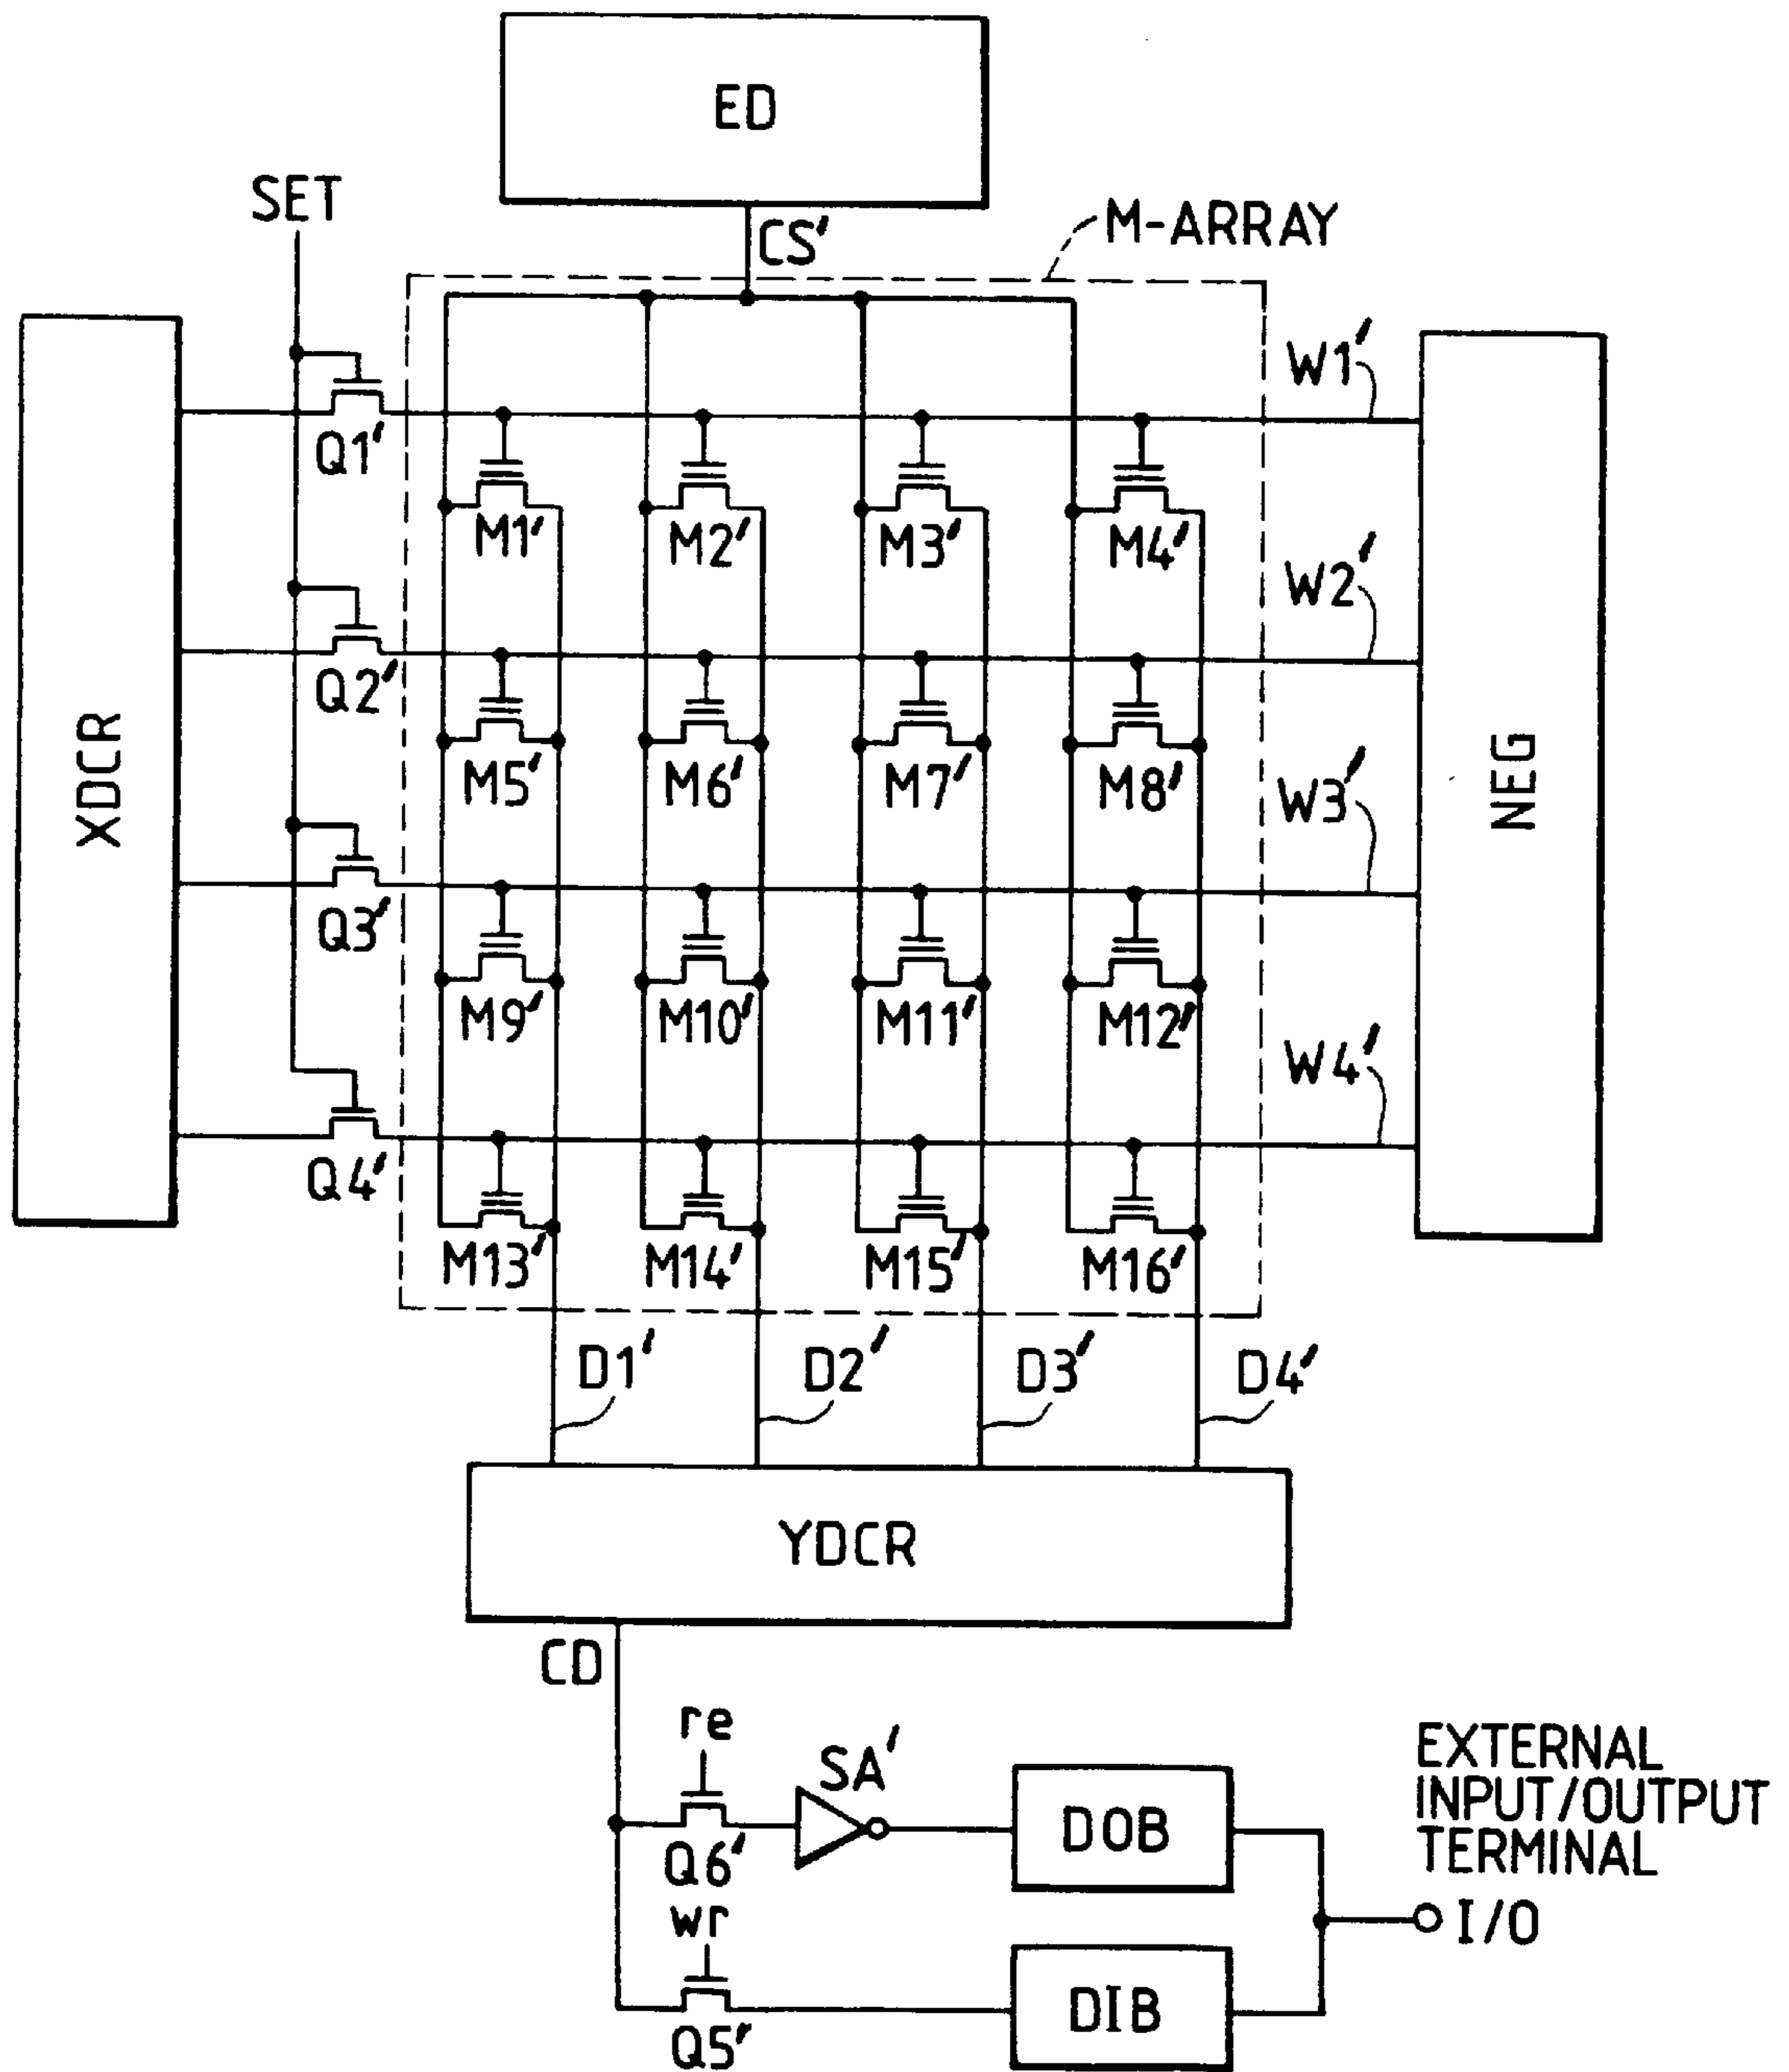 ED
SET
CS'
M-ARRAY
W1'
Q1'
M1' M2' M3' M4'
W2'
Q2'
XDCR
M5' M6' M7' M8'
NEG
W3'
Q3'
M9' M10' M11' M12'
W4'
Q4'
M13' M14' M15' M16'
D1' D2' D3' D4'
YDCR
CD
re
SA'
DOB
EXTERNAL
INPUT/OUTPUT
TERMINAL
Q6'
wr
I/O
DIB
Q5'